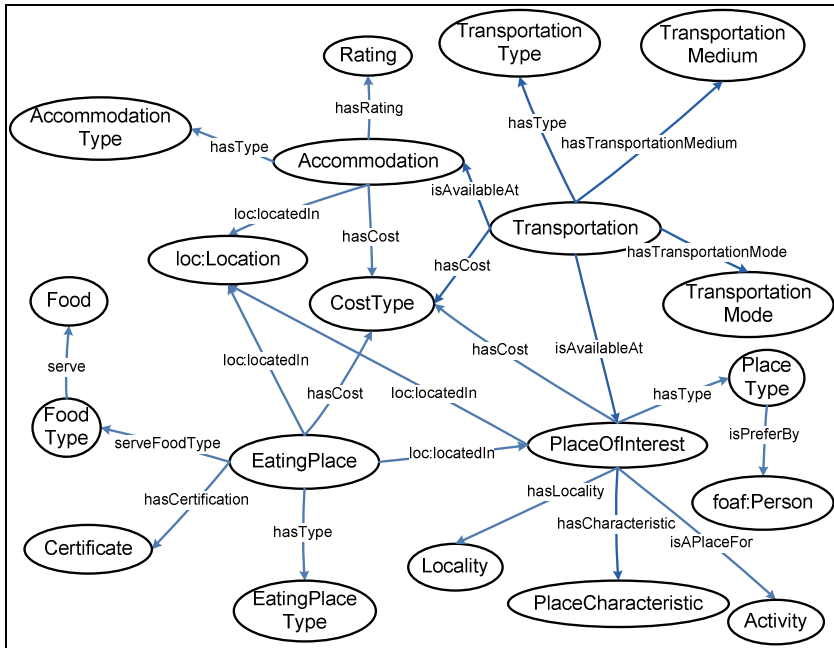 Transportation
Type
Transportation
Medium
Rating
hasRating
Accommodation
Type
hasType
hasType
hasTransportationMedium
Accommodation
isAvailableAt
loc:locatedIn
Transportation
hasCost
hasTransportationMode
loc:Location
hasCost
Food
CostType
Transportation
Mode
isAvailableAt
hasCost
loc:locatedIn
serve
hasCost
loc:locatedIn
hasType
Place
Type
Food
Type
serveFoodType
isPreferBy
EatingPlace
loc:locatedIn
PlaceOfInterest
hasCertification
hasLocality
foaf:Person
hasCharacteristic
hasType
isAPlaceFor
Certificate
Locality
EatingPlace
Type
PlaceCharacteristic
Activity